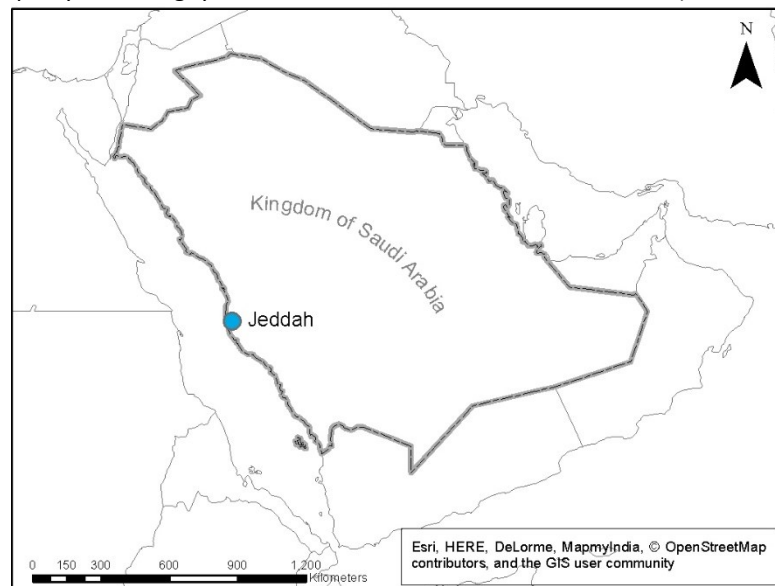 N
Kingdom of Saudi Arabia
Jeddah
0 150 300 600 900 1,200
Kilometers
Esri, HERE, DeLorme, MapmyIndia, © OpenStreetMap
contributors, and the GIS user community